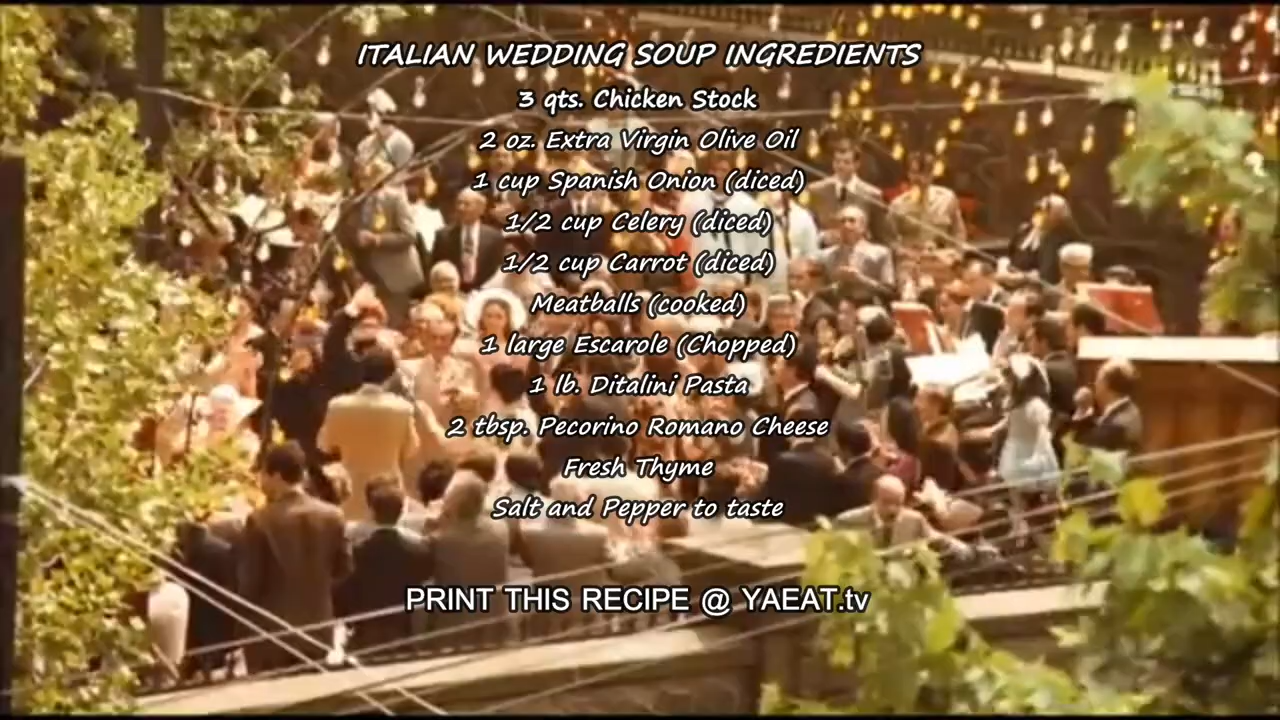 ITALIAN WEDDING SOUP INGREDIENTS
3 qts. Chicken Stock
2 oz. Extra Virgin Olive Oil
1 cup Spanish Onion (diced)
1/2 cup Celery (diced)
1/2 cup Carrot (diced)
Meatballs (cooked)
1 large Escarole (Chopped)
1 lb. Ditalini Pasta
2 tbsp. Pecorino Romano Cheese
Fresh Thyme
Salt and Pepper to taste
PRINT THIS RECIPE @ YAEAT.tv